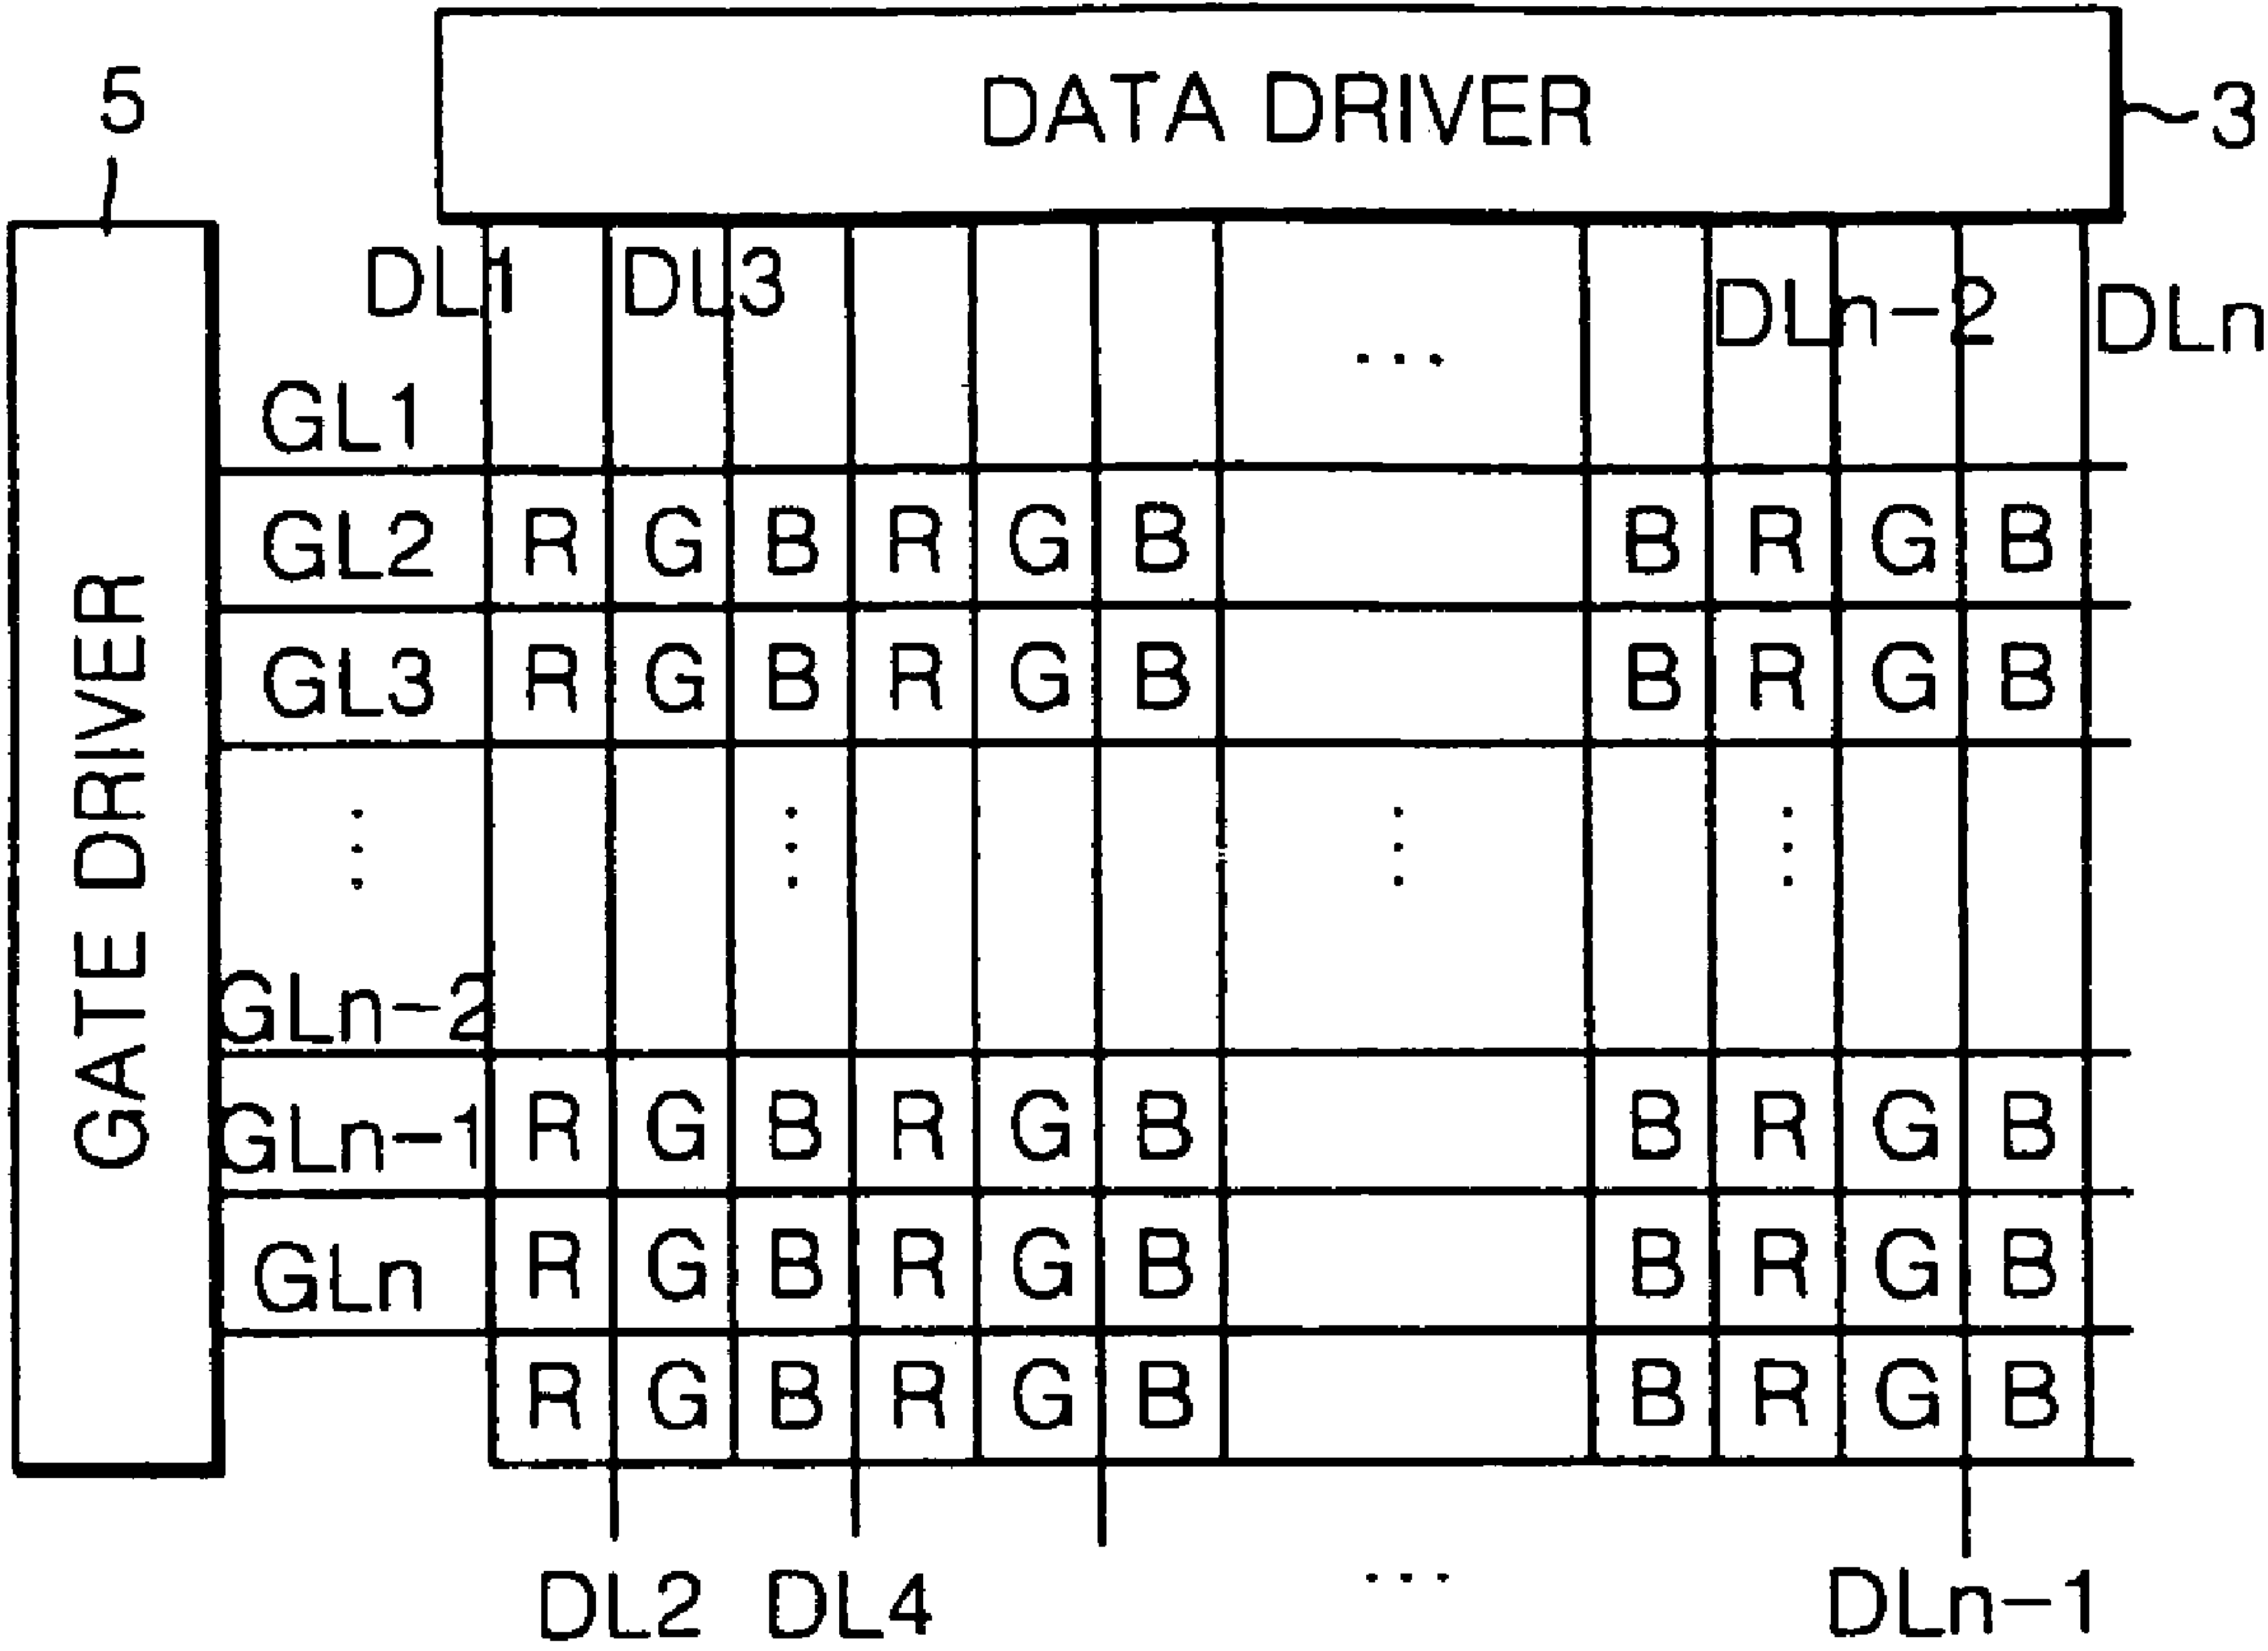 DATA DRIVER
3
5
DL1 DL3 DLn-2 DLn
...
GL1
GL2 R G B R G B B R G B
GL3 R G B R G B B R G B
GATE DRIVER
GLn-2
GLn-1 R G B R G B B R G B
GLn R G B R G B B R G B
R G B R G B B R G B
DL2 DL4 ... DLn-1